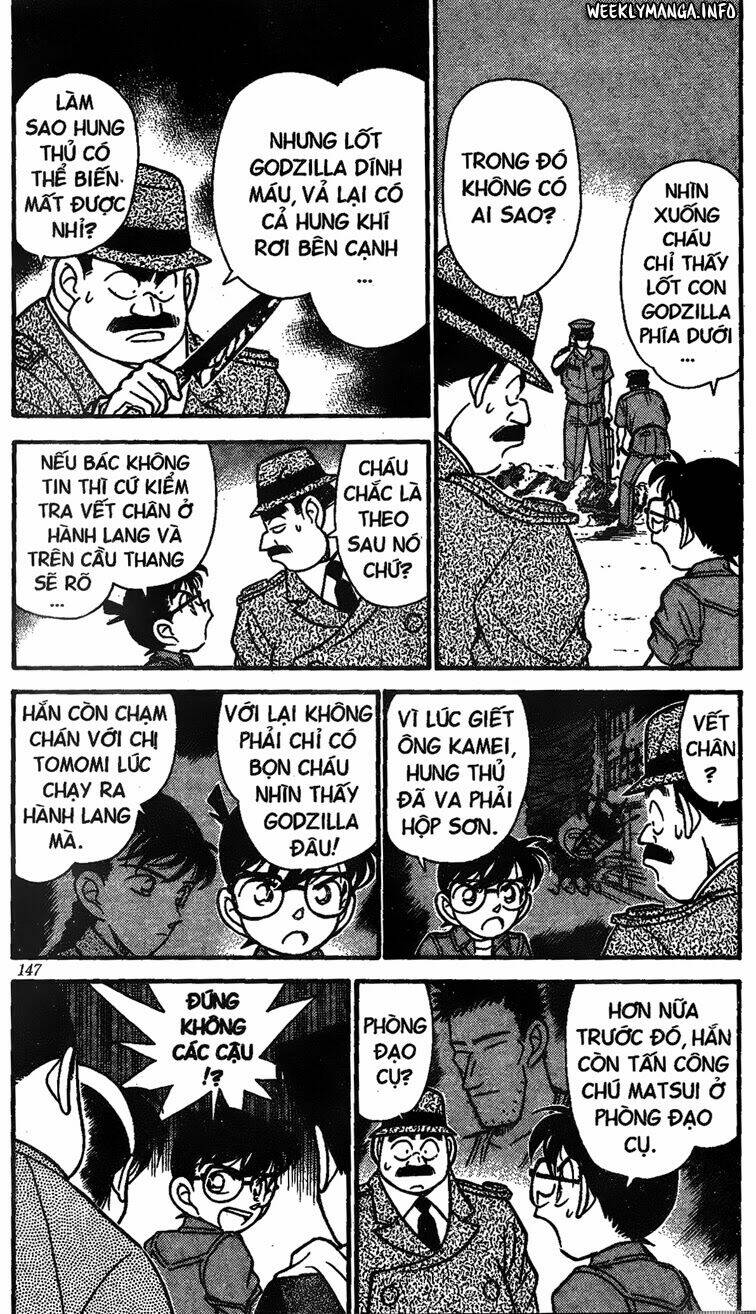 WEEKLYMANGA.INFO
NHÌN
XUỐNG
CHÁU
CHỈ THẤY
LỐT CON
GODZILLA
PHÍA DƯỚI
...
TRONG ĐÓ
KHÔNG CÓ
AI SAO?
NHƯNG LỐT
GODZILLA DÍNH
MÁU, VẢ LẠI CÓ
CẢ HUNG KHÍ
RƠI BÊN CẠNH
...
LÀM
SAO HUNG
THỦ CÓ
THỂ BIẾN
MẤT ĐƯỢC
NHỈ?
CHÁU
CHẮC LÀ
THEO
SAU NÓ
CHỨ?
NẾU BÁC KHÔNG
TIN THÌ CỨ KIỂM
TRA VẾT CHÂN Ở
HÀNH LANG VÀ
TRÊN CẦU THANG
SẼ RÕ
...
VẾT
CHÂN
?
VÌ LÚC GIẾT
ÔNG KAMEI,
HUNG THỦ
ĐÃ VA PHẢI
HỘP SƠN.
VỚI LẠI KHÔNG
PHẢI CHỈ CÓ
BỌN CHÁU
NHÌN THẤY
GODZILLA
ĐÂU!
HẮN CÒN CHẠM
CHÁN VỚI CHỊ
TOMOMI LÚC
CHẠY RA
HÀNH LANG
MÀ.
147
HƠN NỮA
TRƯỚC ĐÓ, HẮN
CÒN TẤN CÔNG
CHÚ MATSUI Ở
PHÒNG ĐẠO
CỤ.
PHÒNG
ĐẠO
CỤ?
ĐÚNG
KHÔNG
CÁC CẬU
!?